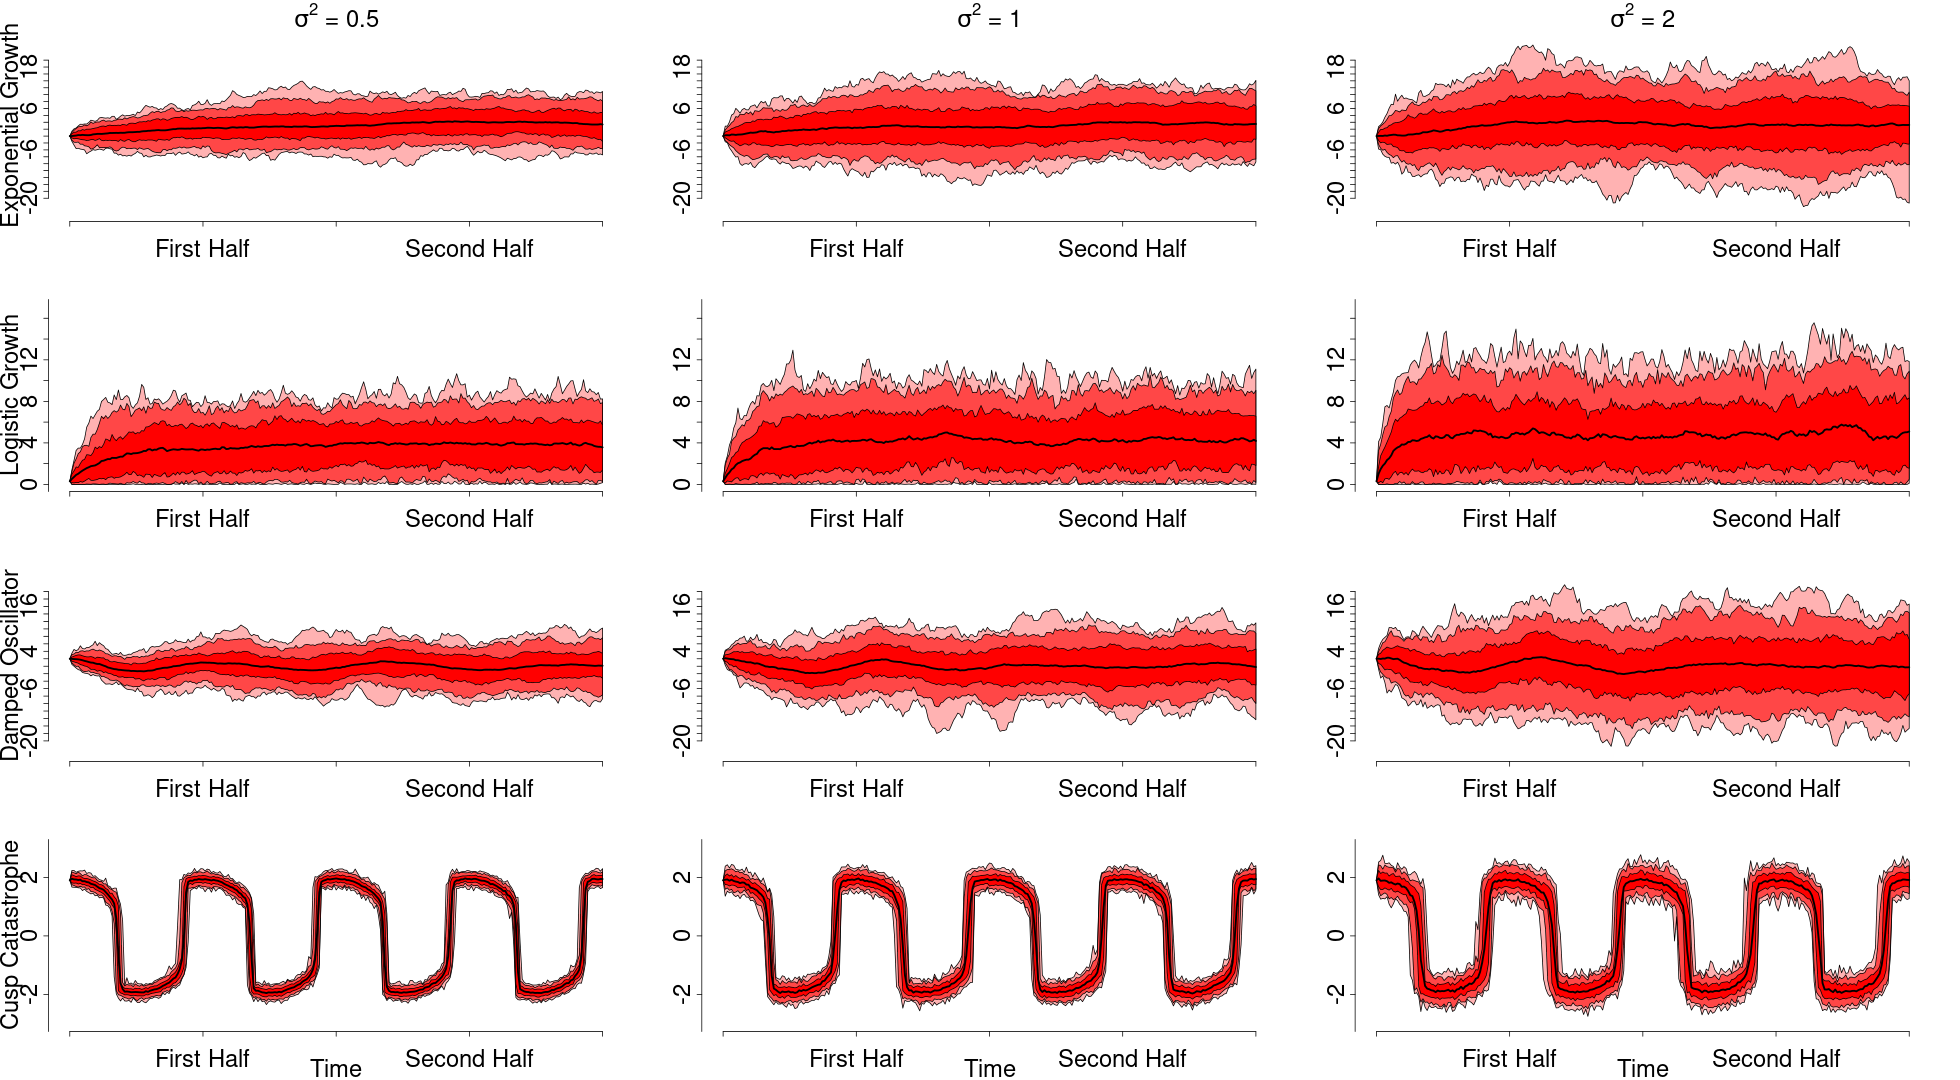 σ² = 0.5
σ² = 1
σ² = 2
Exponential Growth
18
6
-6
-20
18
6
-6
-20
18
6
-6
-20
First Half Second Half
First Half Second Half
First Half Second Half
Logistic Growth
12
8
4
0
12
8
4
0
12
8
4
0
First Half Second Half
First Half Second Half
First Half Second Half
Damped Oscillator
16
4
-6
-20
16
4
-6
-20
16
4
-6
-20
First Half Second Half
First Half Second Half
First Half Second Half
Cusp Catastrophe
2
0
-2
2
0
-2
2
0
-2
First Half Second Half
First Half Second Half
First Half Second Half
Time
Time
Time